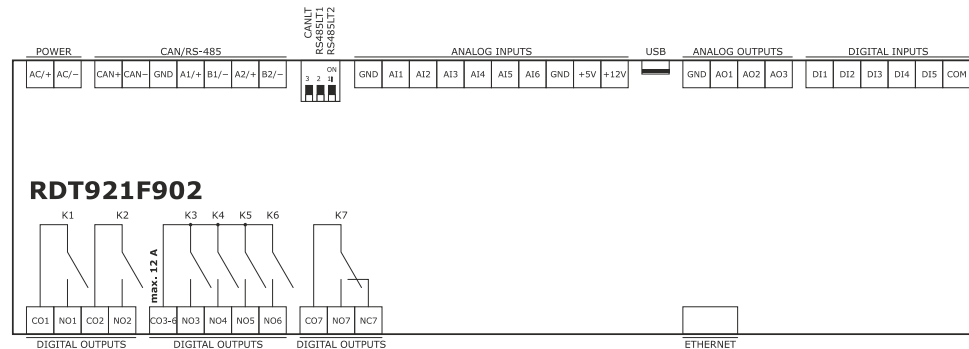 CANLT
RS485LT1
RS485LT2
POWER CAN/RS-485 ANALOG INPUTS USB ANALOG OUTPUTS DIGITAL INPUTS
AC/+ AC/− CAN+ CAN− GND A1/+ B1/− A2/+ B2/− GND AI1 AI2 AI3 AI4 AI5 AI6 GND +5V +12V GND AO1 AO2 AO3 DI1 DI2 DI3 DI4 DI5 COM
ON
3 2 1
RDT921F902
K1 K2 K3 K4 K5 K6 K7
max. 12 A
CO1 NO1 CO2 NO2 CO3-6 NO3 NO4 NO5 NO6 CO7 NO7 NC7
DIGITAL OUTPUTS DIGITAL OUTPUTS DIGITAL OUTPUTS ETHERNET